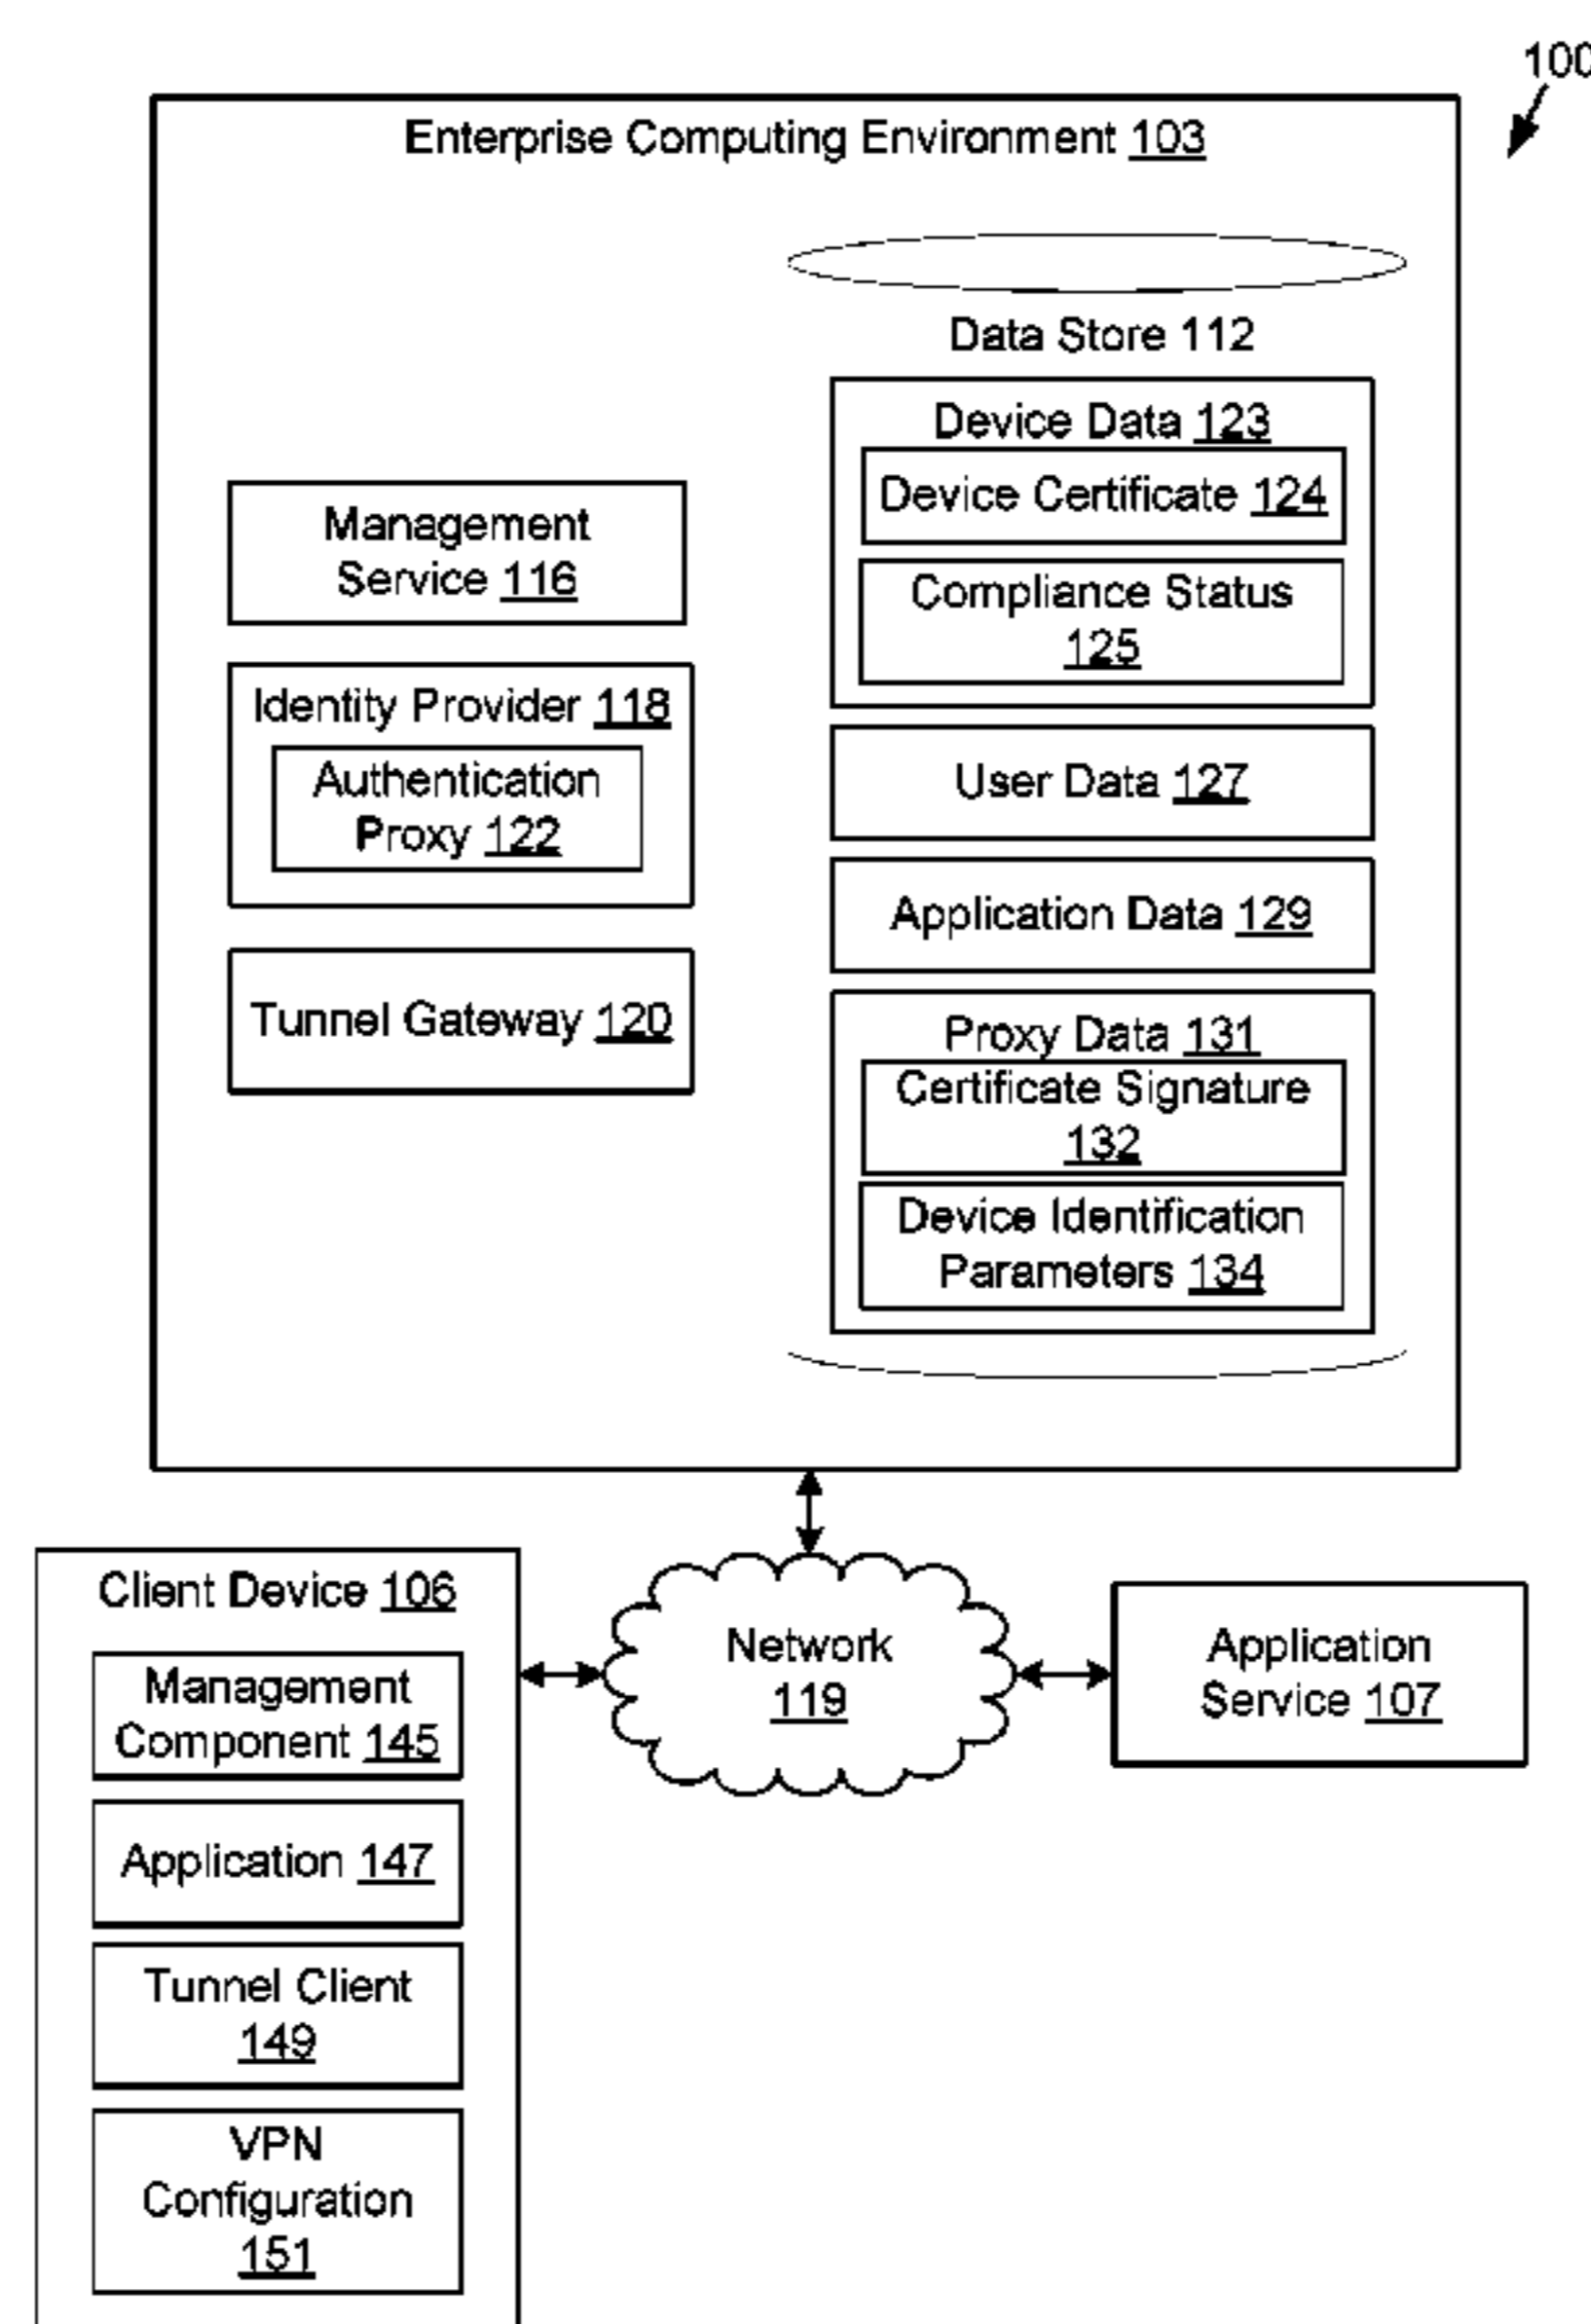 100
Enterprise Computing Environment 103
Data Store 112
Device Data 123
Device Certificate 124
Compliance Status
125
Management
Service 116
Identity Provider 118
Authentication
Proxy 122
Tunnel Gateway 120
User Data 127
Application Data 129
Proxy Data 131
Certificate Signature
132
Device Identification
Parameters 134
Client Device 106
Management
Component 145
Application 147
Tunnel Client
149
VPN
Configuration
151
Network
119
Application
Service 107